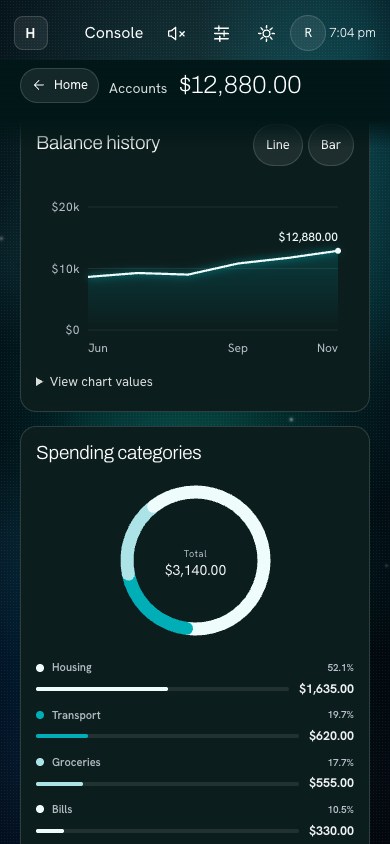 H
Console
R
7:04 pm
Home
Accounts
$12,880.00
Balance history
Line
Bar
$20k
$12,880.00
$10k
$0
Jun
Sep
Nov
View chart values
Spending categories
Total
$3,140.00
Housing
52.1%
$1,635.00
Transport
19.7%
$620.00
Groceries
17.7%
$555.00
Bills
10.5%
$330.00